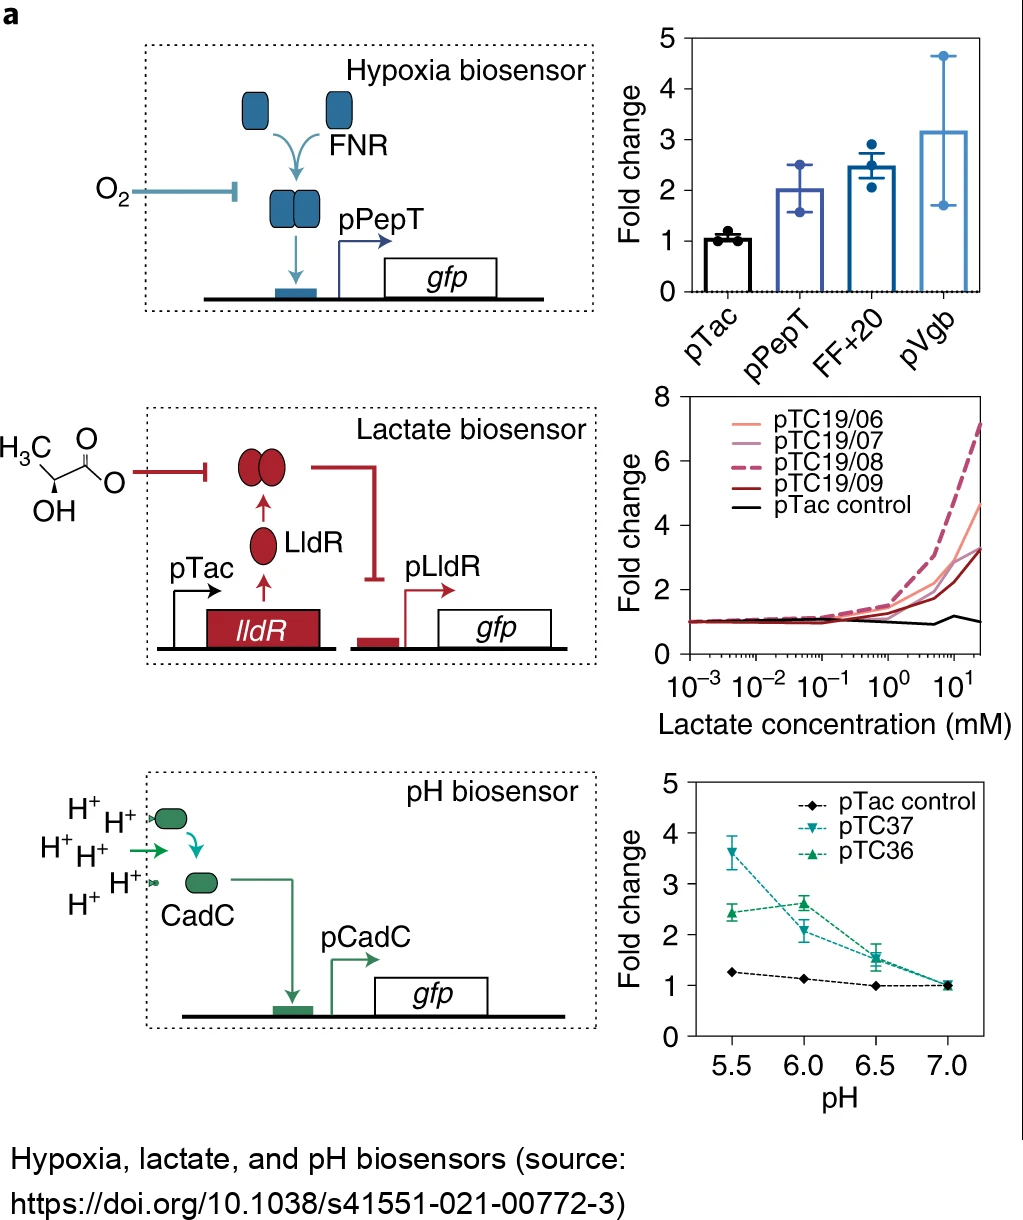 a
Hypoxia biosensor
FNR
O2
pPepT
gfp
Fold change
5
4
3
2
1
0
pTac
pPepT
FF+20
pVgb
Lactate biosensor
H3C
O
O
OH
LldR
pTac
pLldR
lldR
gfp
Fold change
8
6
4
2
0
pTC19/06
pTC19/07
pTC19/08
pTC19/09
pTac control
10–3 10–2 10–1 100 101
Lactate concentration (mM)
pH biosensor
H+
H+
H+
H+
H+
H+
CadC
pCadC
gfp
Fold change
5
4
3
2
1
0
pTac control
pTC37
pTC36
5.5 6.0 6.5 7.0
pH
Hypoxia, lactate, and pH biosensors (source:
https://doi.org/10.1038/s41551-021-00772-3)